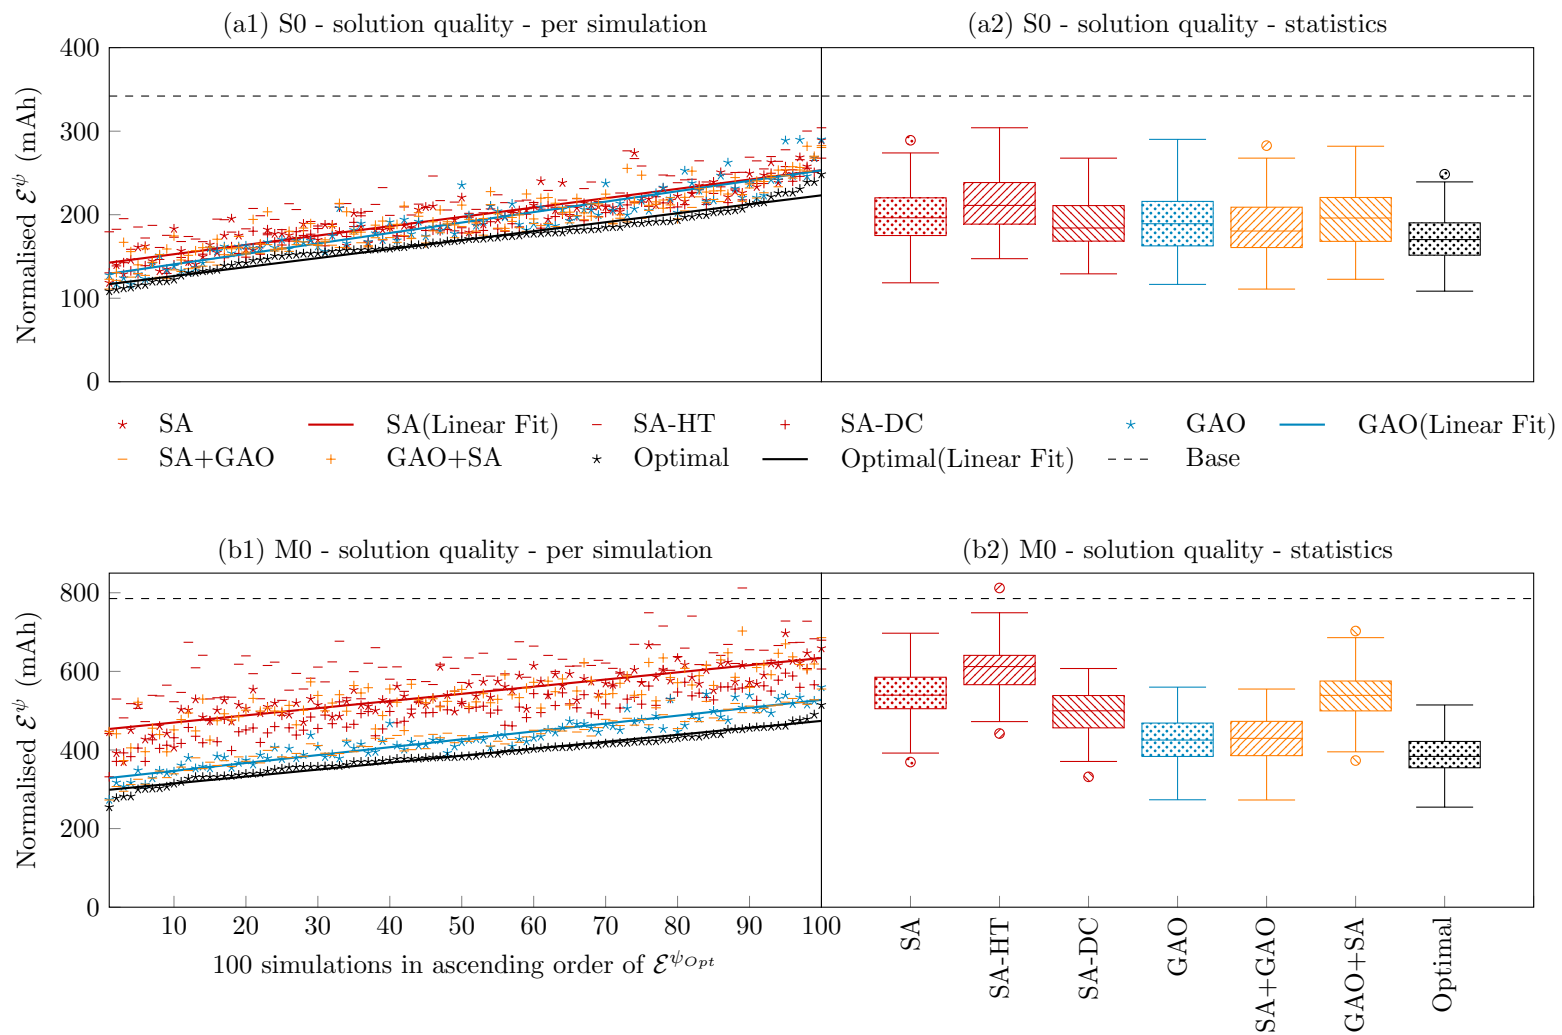 (a1) S0 - solution quality - per simulation
(a2) S0 - solution quality - statistics
Normalised ℰ^ψ (mAh)
400
300
200
100
0
SA SA(Linear Fit) SA-HT SA-DC GAO GAO(Linear Fit)
SA+GAO GAO+SA Optimal Optimal(Linear Fit) Base
(b1) M0 - solution quality - per simulation
(b2) M0 - solution quality - statistics
Normalised ℰ^ψ (mAh)
800
600
400
200
0
10 20 30 40 50 60 70 80 90 100
100 simulations in ascending order of ℰ^ψ_Opt
SA
SA-HT
SA-DC
GAO
SA+GAO
GAO+SA
Optimal